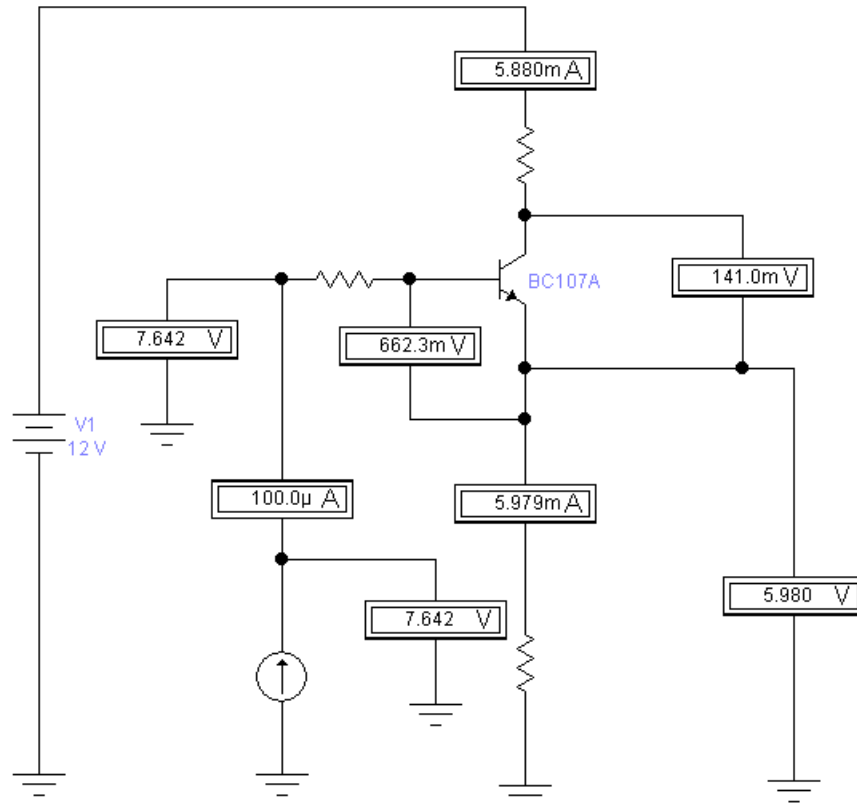 5.880m A
BC107A
141.0m V
7.642 V
662.3m V
V1
12 V
100.0µ A
5.979m A
7.642 V
5.980 V